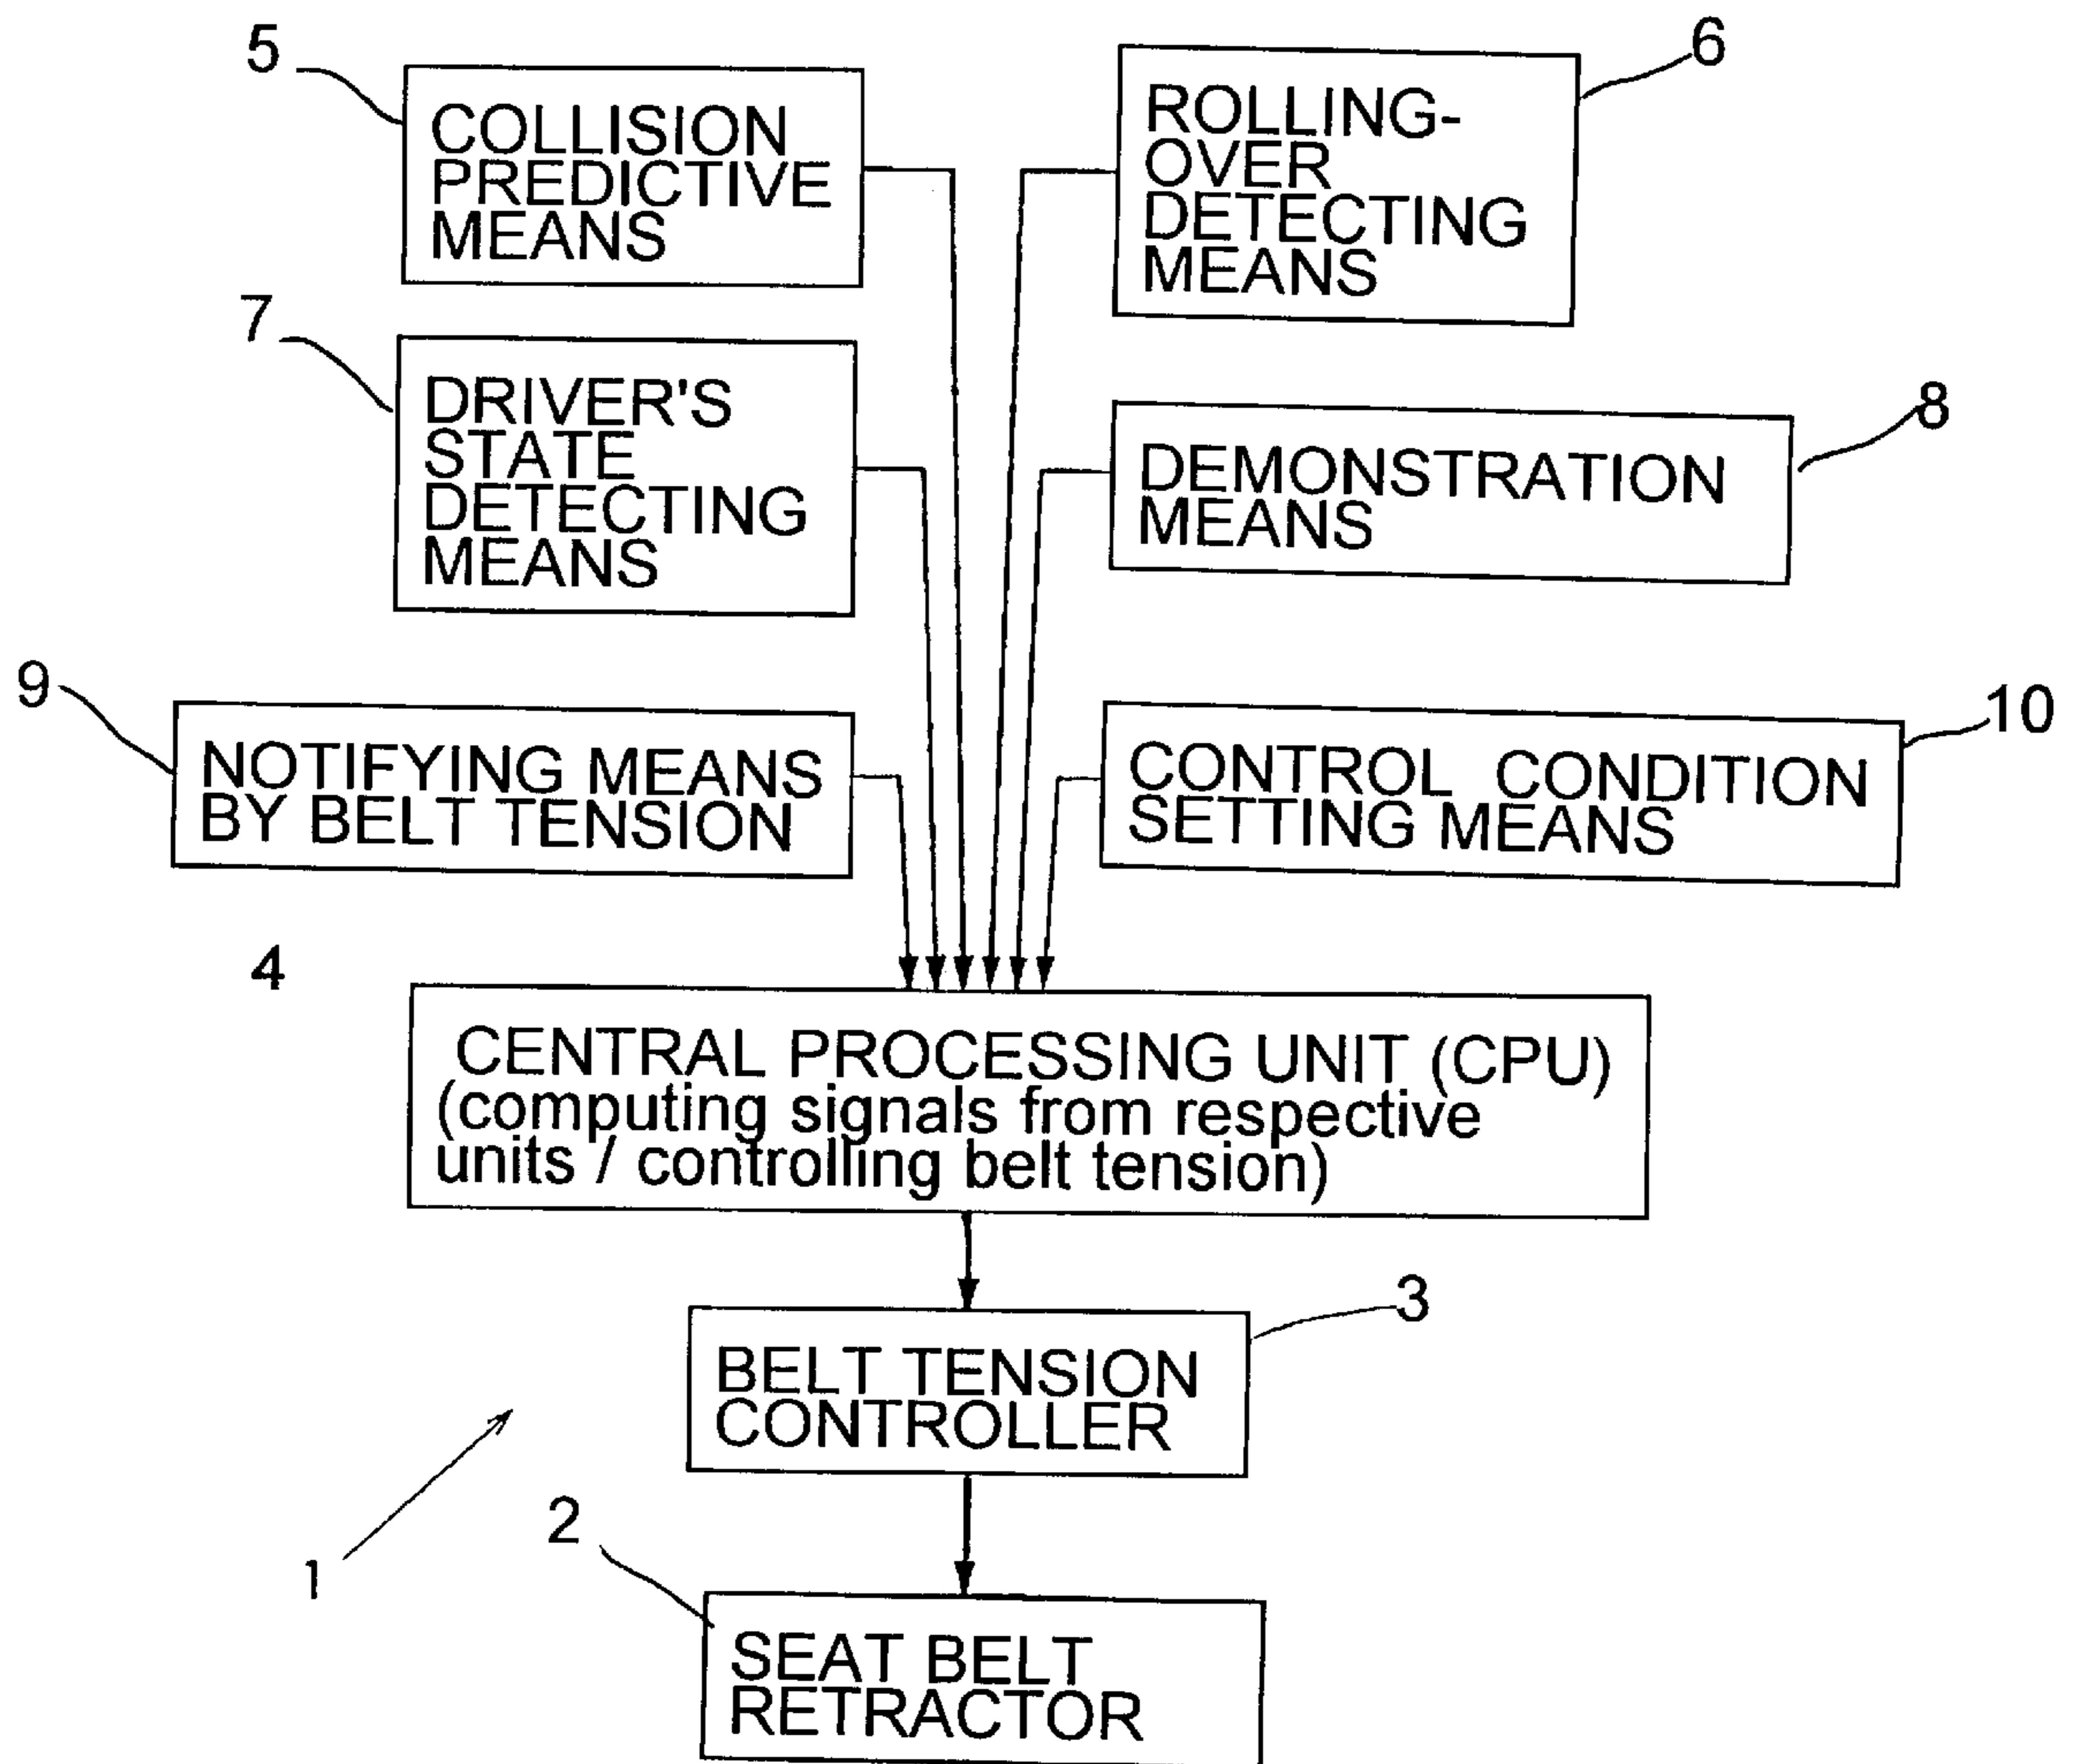 5
COLLISION
PREDICTIVE
MEANS
6
ROLLING-
OVER
DETECTING
MEANS
7
DRIVER'S
STATE
DETECTING
MEANS
8
DEMONSTRATION
MEANS
9
NOTIFYING MEANS
BY BELT TENSION
10
CONTROL CONDITION
SETTING MEANS
4
CENTRAL PROCESSING UNIT (CPU)
(computing signals from respective
units / controlling belt tension)
3
BELT TENSION
CONTROLLER
1
2
SEAT BELT
RETRACTOR